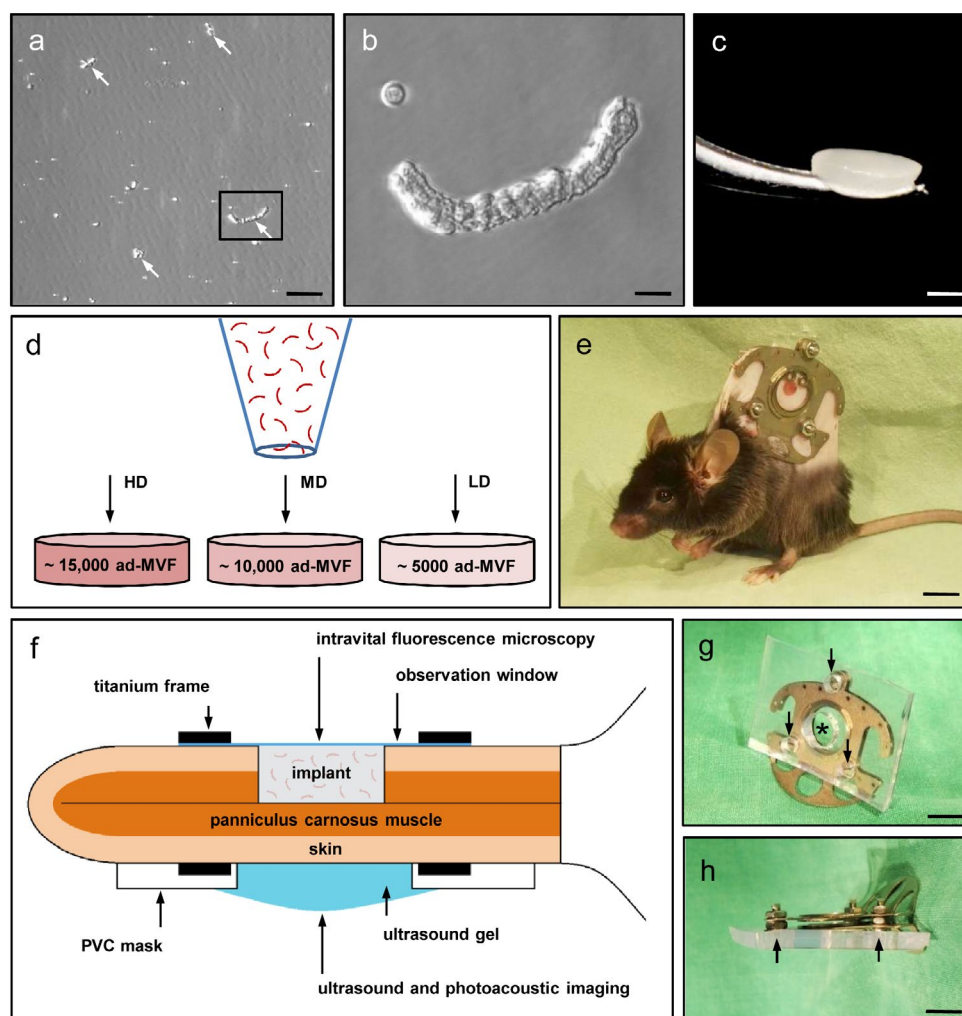 a
b
c
d
HD
MD
LD
~ 15,000 ad-MVF
~ 10,000 ad-MVF
~ 5000 ad-MVF
e
f
intravital fluorescence microscopy
titanium frame
observation window
implant
panniculus carnosus muscle
skin
PVC mask
ultrasound gel
ultrasound and photoacoustic imaging
g
*
h